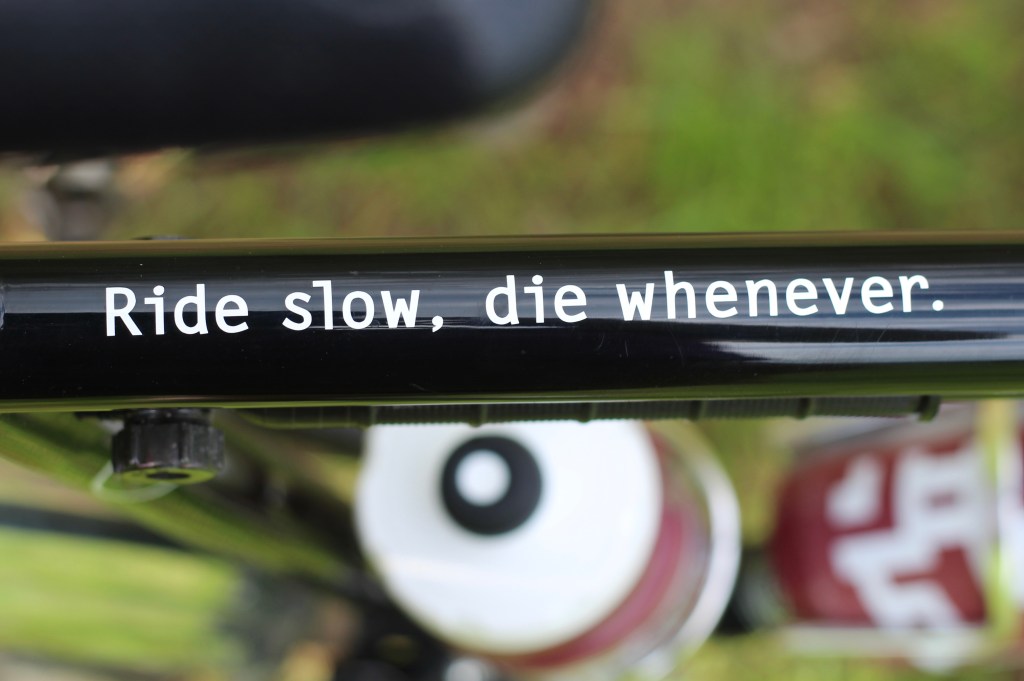 Ride slow, die whenever.